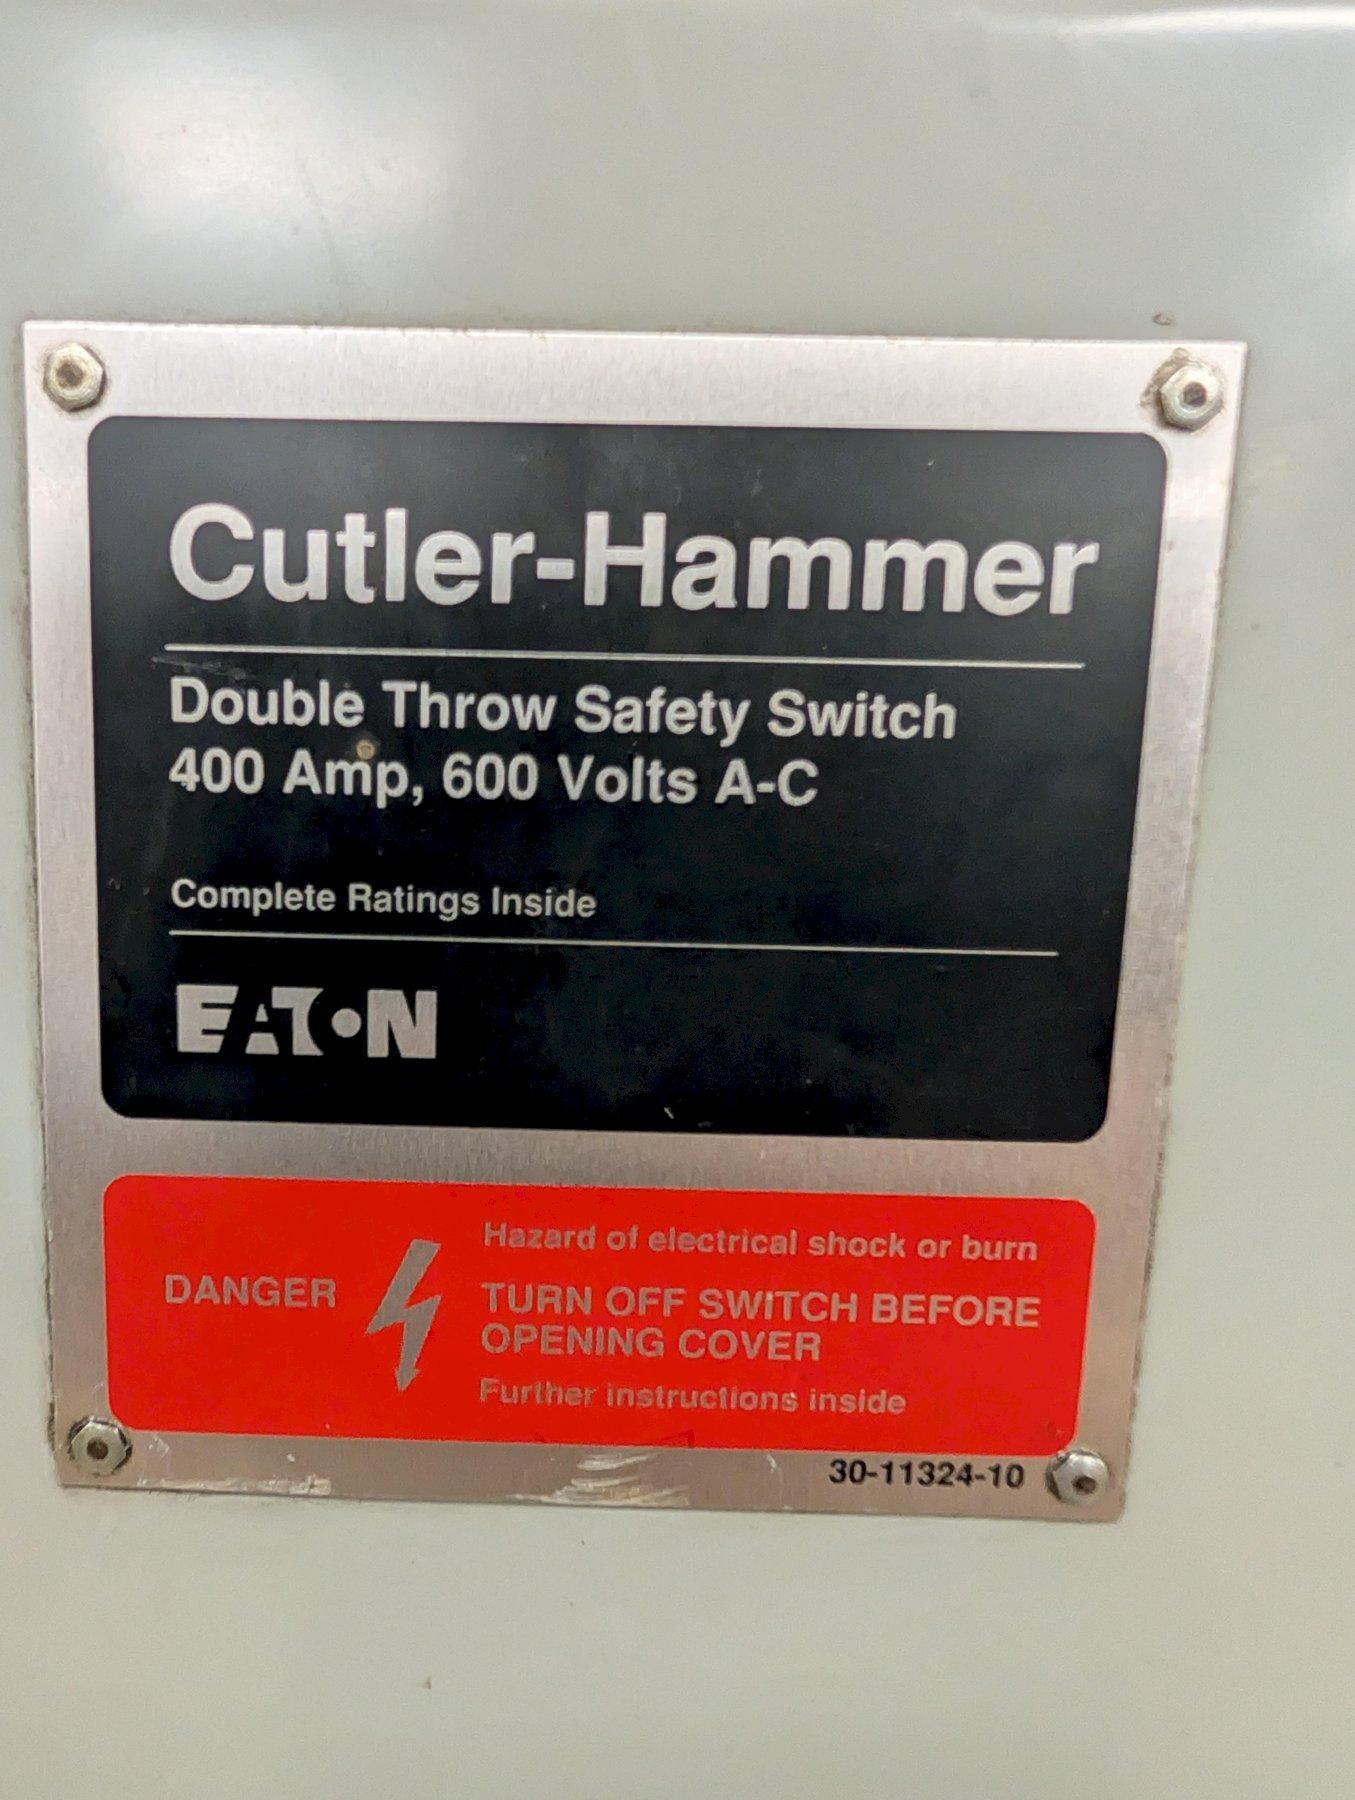 Cutler-Hammer
Double Throw Safety Switch
400 Amp, 600 Volts A-C
Complete Ratings Inside
EATON
DANGER
Hazard of electrical shock or burn
TURN OFF SWITCH BEFORE
OPENING COVER
Further instructions inside
30-11324-10